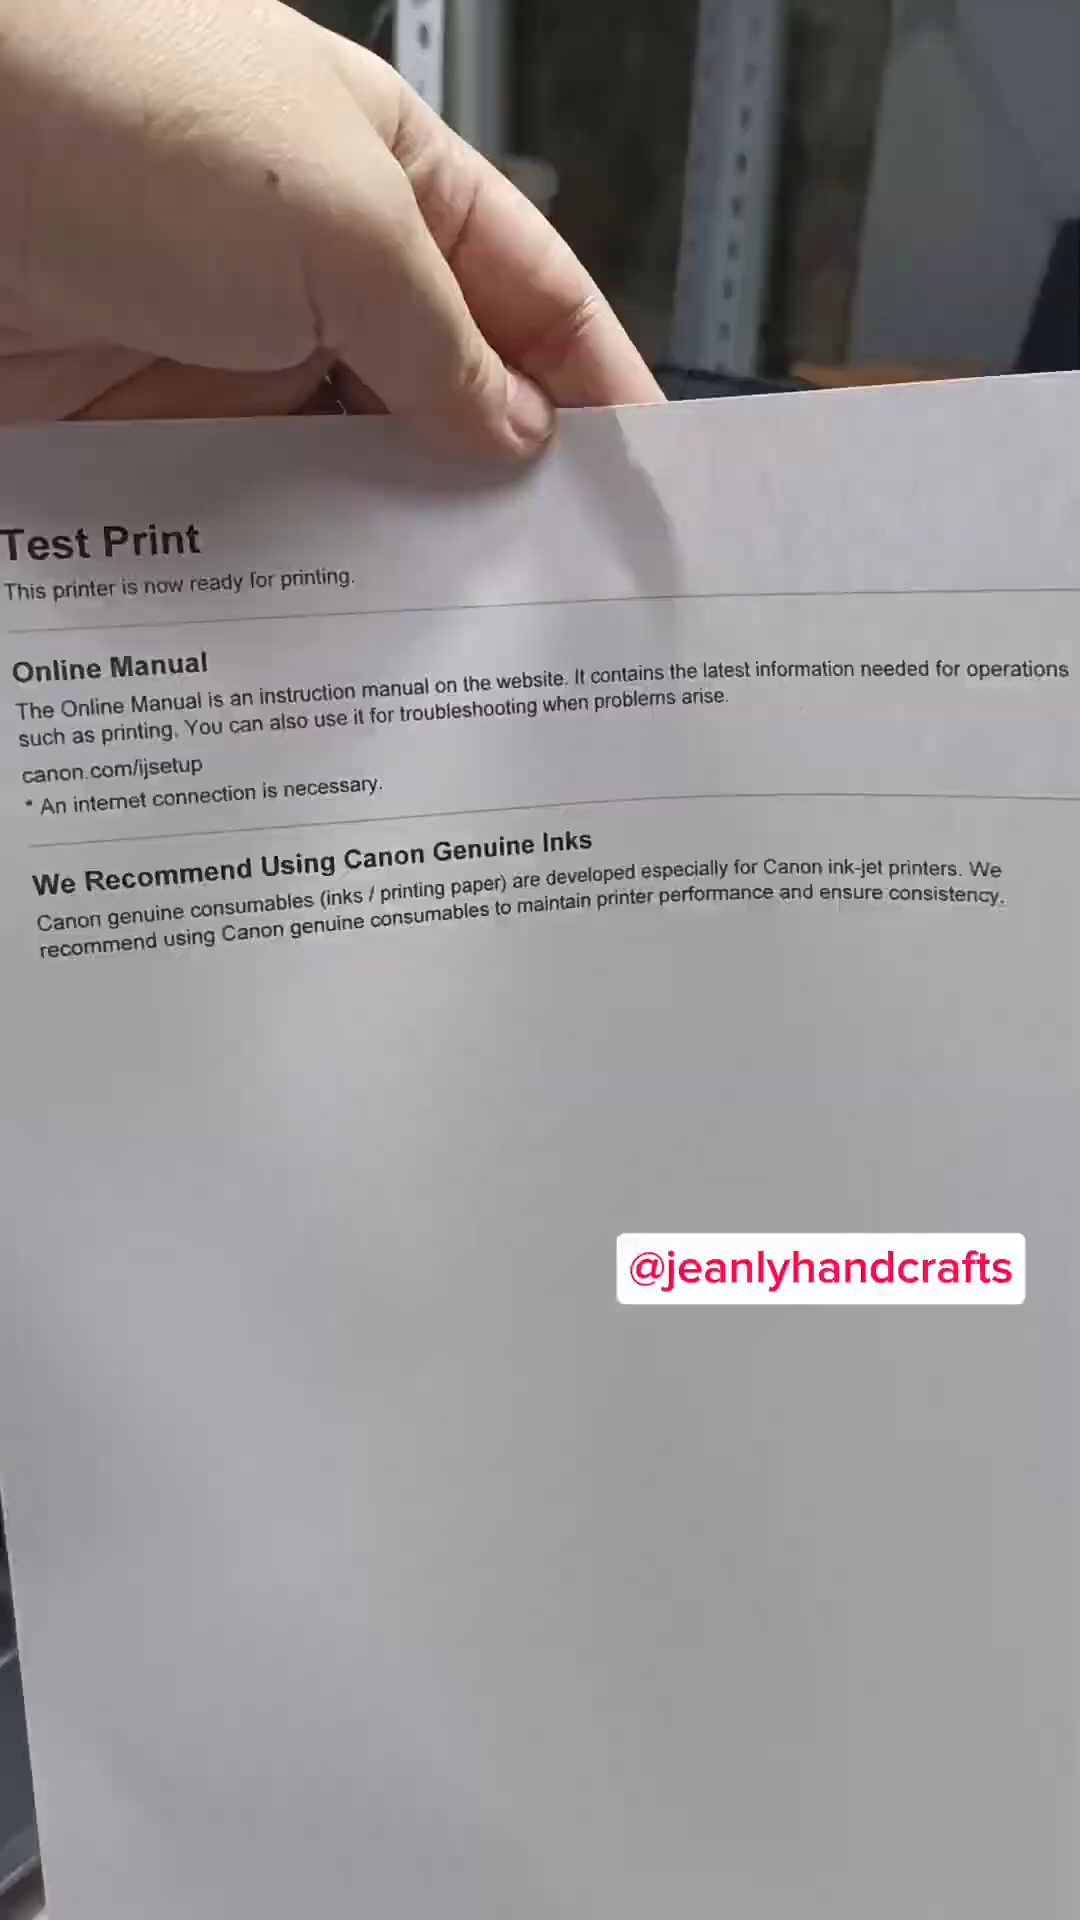 Test Print
This printer is now ready for printing.
Online Manual
The Online Manual is an instruction manual on the website. It contains the latest information needed for operations
such as printing. You can also use it for troubleshooting when problems arise.
canon.com/ijsetup
* An internet connection is necessary.
We Recommend Using Canon Genuine Inks
Canon genuine consumables (inks / printing paper) are developed especially for Canon ink-jet printers. We
recommend using Canon genuine consumables to maintain printer performance and ensure consistency.
@jeanlyhandcrafts